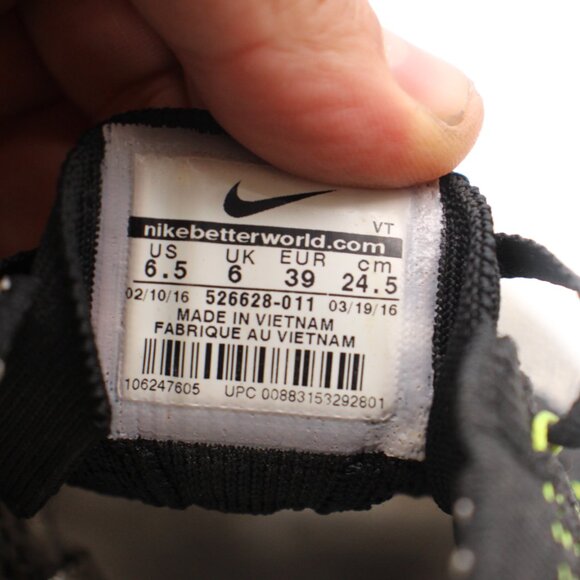 VT
nikebetterworld.com
US UK EUR cm
6.5 6 39 24.5
02/10/16 526628-011 03/19/16
MADE IN VIETNAM
FABRIQUE AU VIETNAM
106247605 UPC 00883153292801